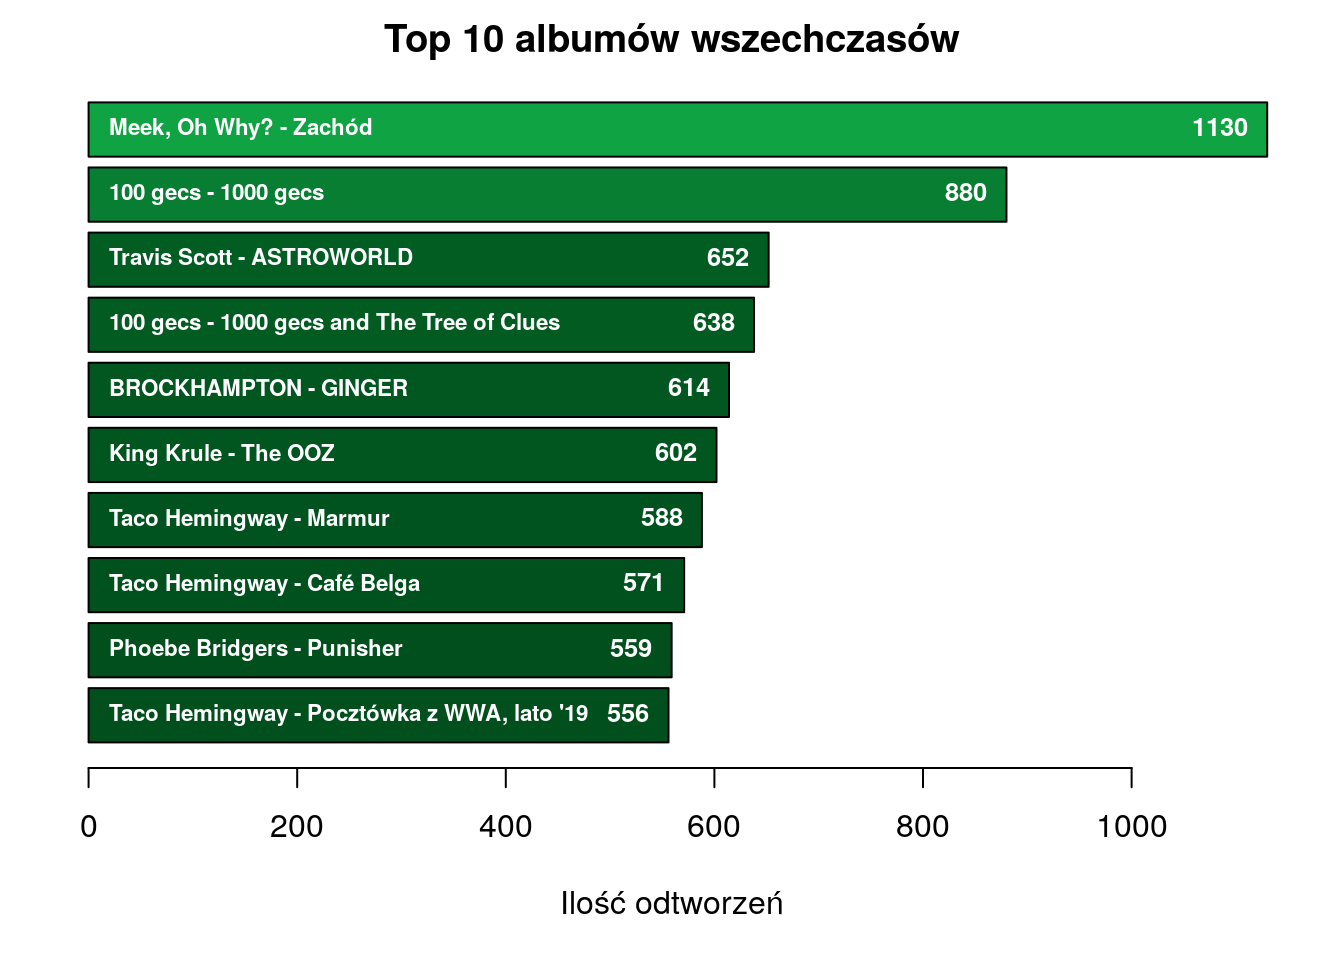 Top 10 albumów wszechczasów
Meek, Oh Why? - Zachód 1130
100 gecs - 1000 gecs 880
Travis Scott - ASTROWORLD 652
100 gecs - 1000 gecs and The Tree of Clues 638
BROCKHAMPTON - GINGER 614
King Krule - The OOZ 602
Taco Hemingway - Marmur 588
Taco Hemingway - Café Belga 571
Phoebe Bridgers - Punisher 559
Taco Hemingway - Pocztówka z WWA, lato '19 556
0 200 400 600 800 1000
Ilość odtworzeń